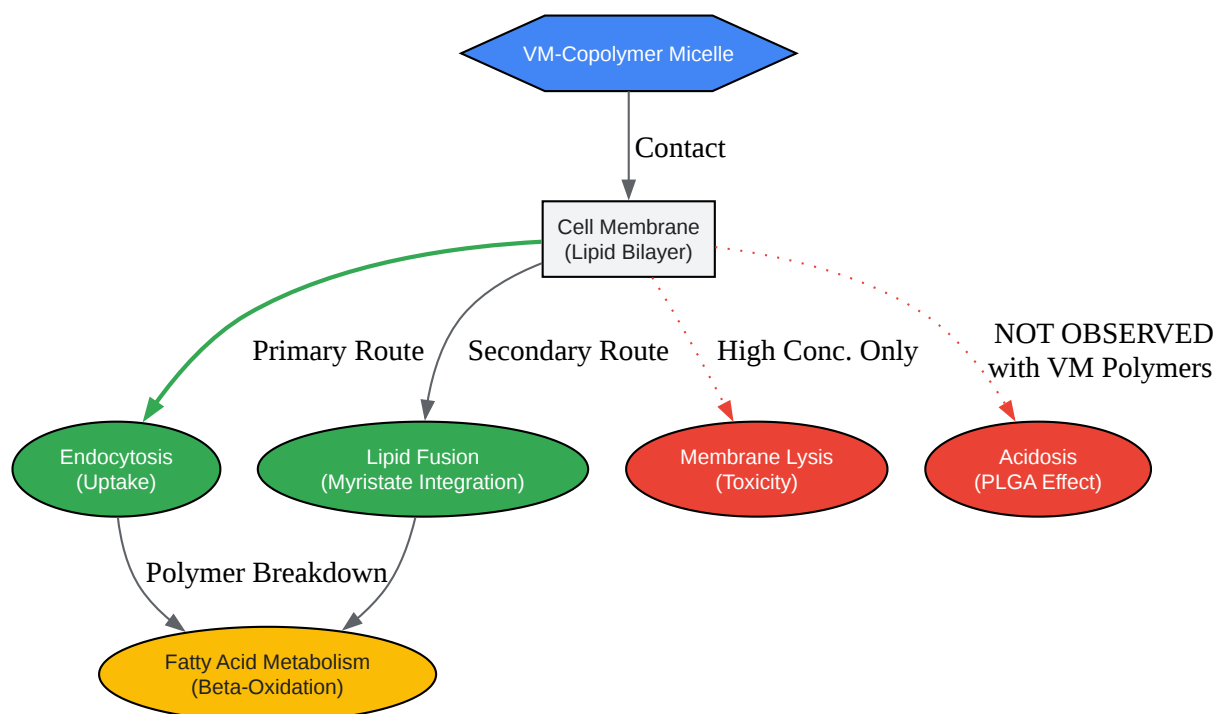 VM-Copolymer Micelle
Contact
Cell Membrane
(Lipid Bilayer)
Primary Route
Secondary Route
High Conc. Only
NOT OBSERVED
with VM Polymers
Endocytosis
(Uptake)
Lipid Fusion
(Myristate Integration)
Membrane Lysis
(Toxicity)
Acidosis
(PLGA Effect)
Polymer Breakdown
Fatty Acid Metabolism
(Beta-Oxidation)